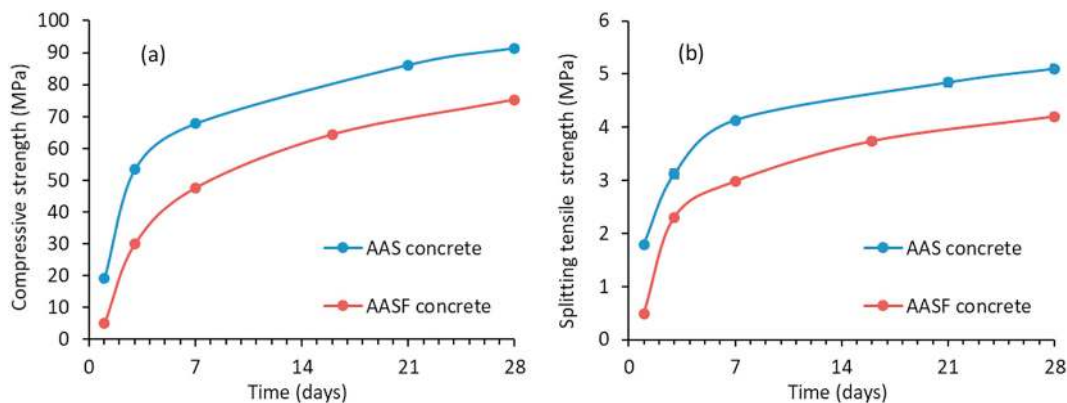 (a)
Compressive strength (MPa)
100
90
80
70
60
50
40
30
20
10
0
AAS concrete
AASF concrete
0 7 14 21 28
Time (days)
(b)
Splitting tensile strength (MPa)
6
5
4
3
2
1
0
AAS concrete
AASF concrete
0 7 14 21 28
Time (days)